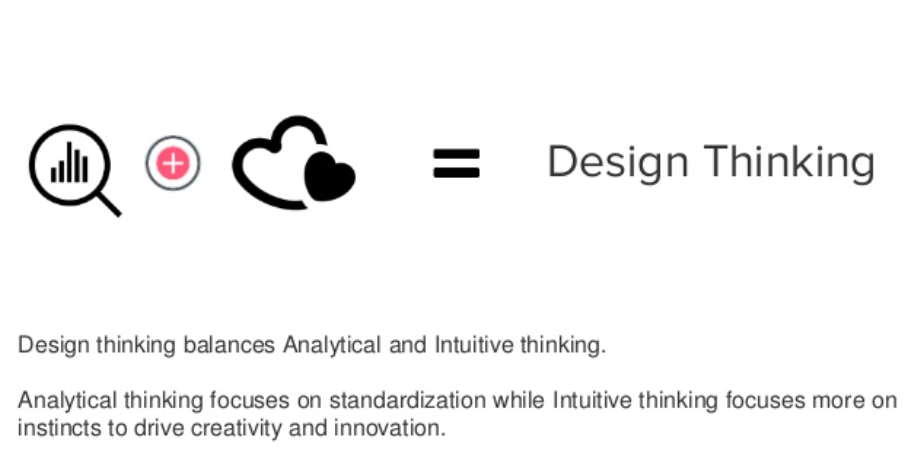 Design Thinking
Design thinking balances Analytical and Intuitive thinking.
Analytical thinking focuses on standardization while Intuitive thinking focuses more on
instincts to drive creativity and innovation.